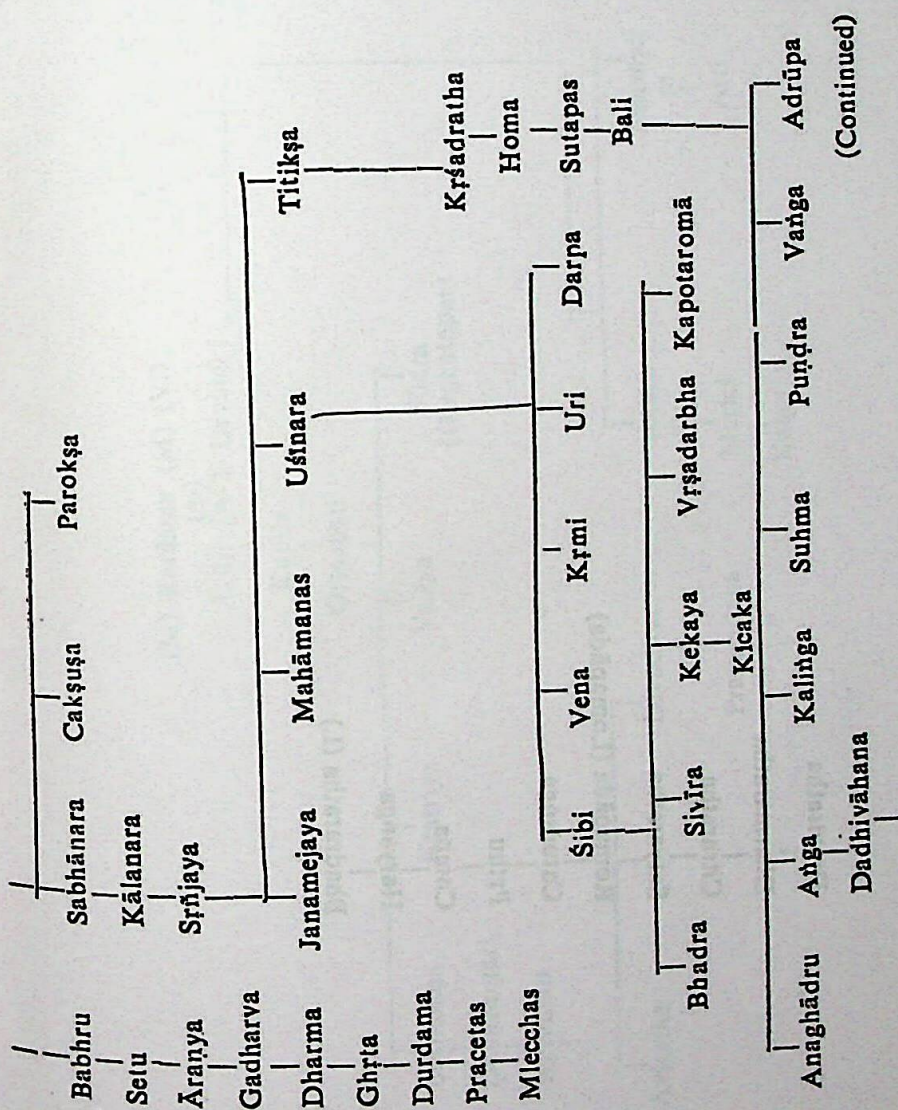 Babhru Sabhānara Cakṣuṣa Parokṣa
Setu Kālanara
Āraṇya Sṛñjaya
Gadharva
Dharma Janamejaya Mahāmanas Uśīnara Titikṣa
Ghṛta
Durdama
Pracetas Kṛśadratha
Mlecchas Homa
Śibi Vena Kṛmi Uri Darpa Sutapas
Bali
Bhadra Sivīra Kekaya Vṛṣadarbha Kapotaromā
Kīcaka
Anaghādru Aṅga Kaliṅga Suhma Puṇḍra Vaṅga Adrūpa
Dadhivāhana (Continued)